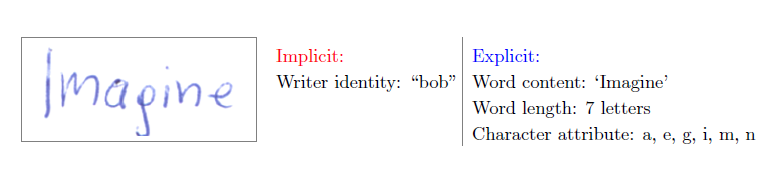 Imagine
Implicit:
Writer identity: “bob”
Explicit:
Word content: ‘Imagine’
Word length: 7 letters
Character attribute: a, e, g, i, m, n